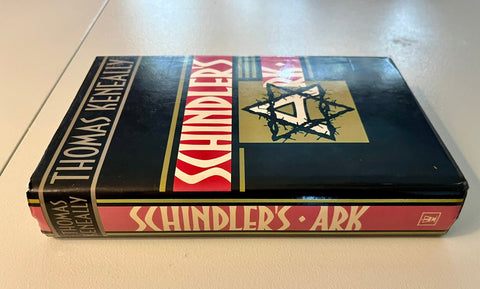 THOMAS KENEALLY
SCHINDLER'S
ARK
THOMAS
KENEALLY
SCHINDLER'S · ARK